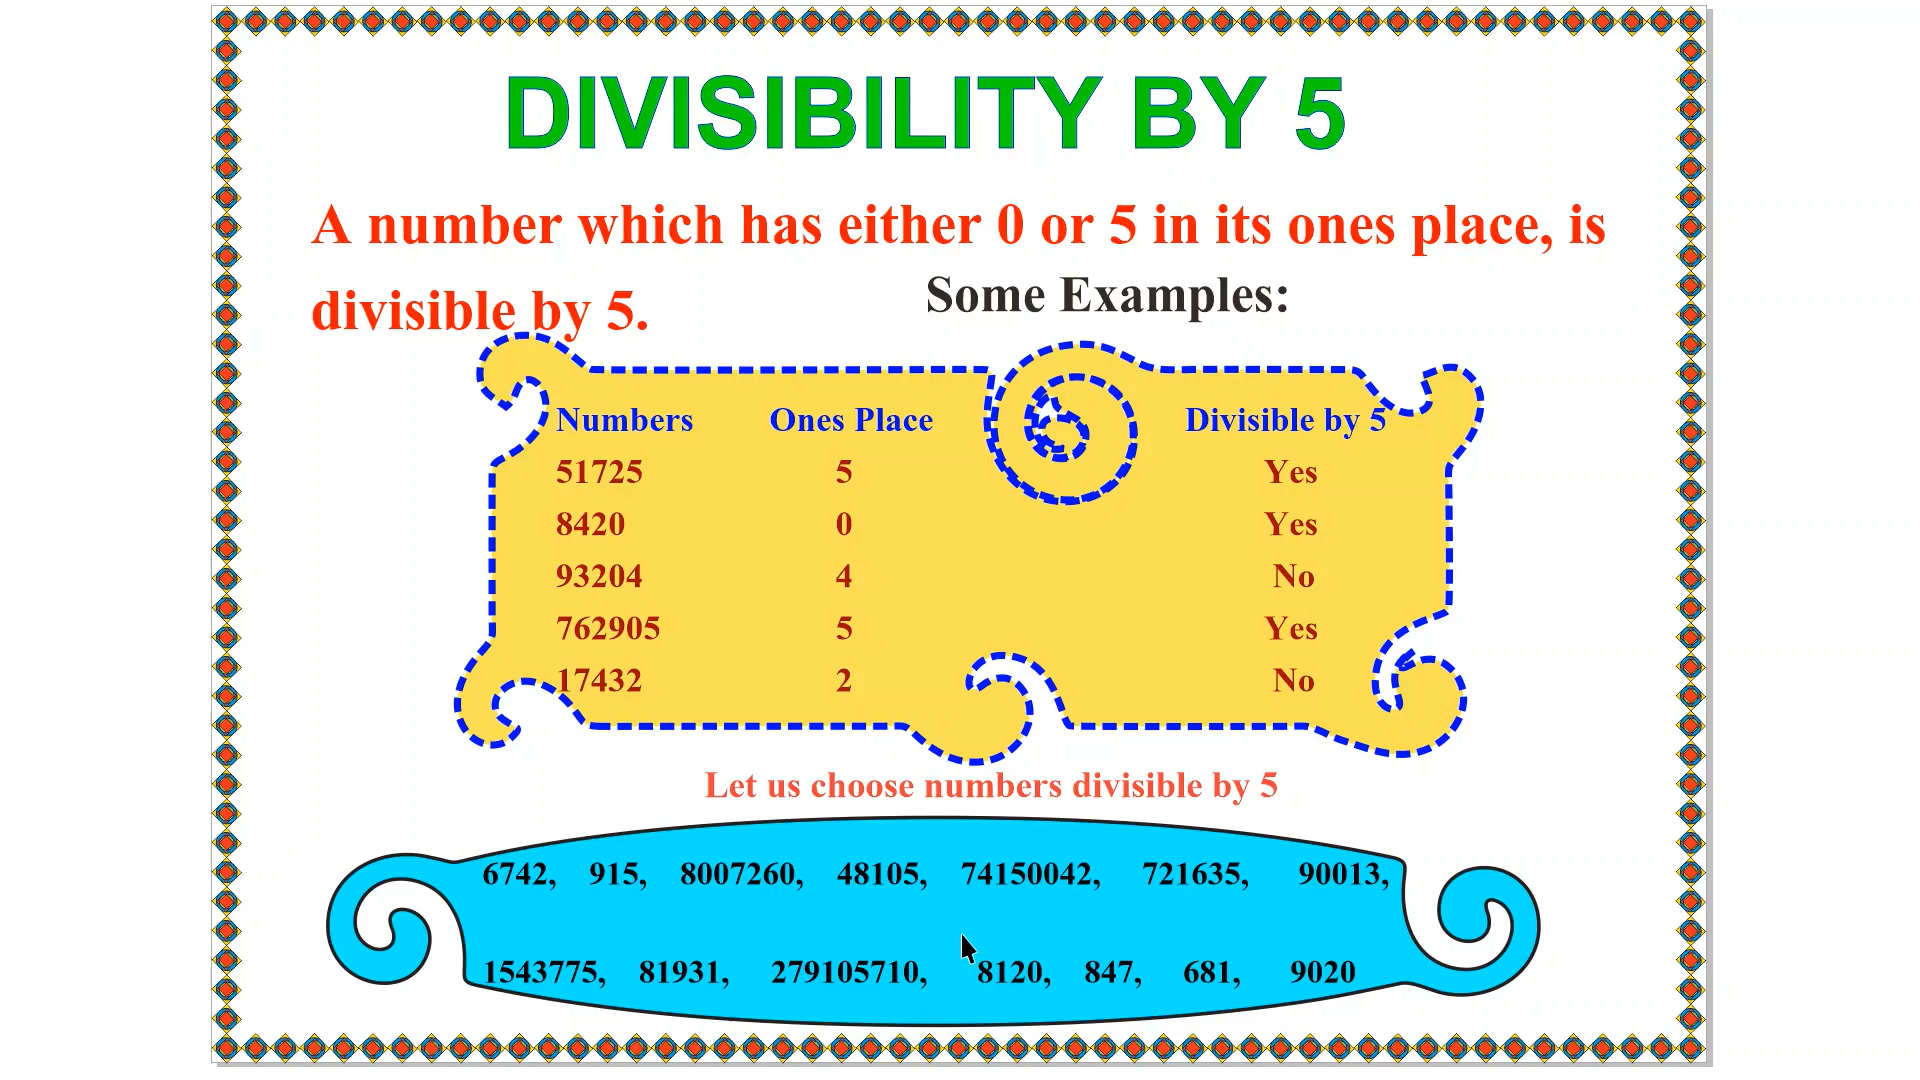 DIVISIBILITY BY 5
A number which has either 0 or 5 in its ones place, is
divisible by 5.
Some Examples:
Numbers Ones Place Divisible by 5
51725 5 Yes
8420 0 Yes
93204 4 No
762905 5 Yes
17432 2 No
Let us choose numbers divisible by 5
6742, 915, 8007260, 48105, 74150042, 721635, 90013,
1543775, 81931, 279105710, 8120, 847, 681, 9020